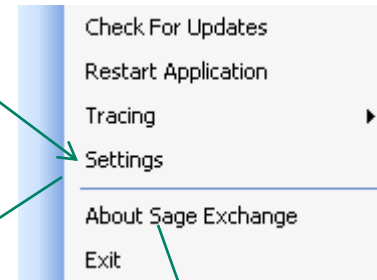 Check For Updates
Restart Application
Tracing
Settings
About Sage Exchange
Exit